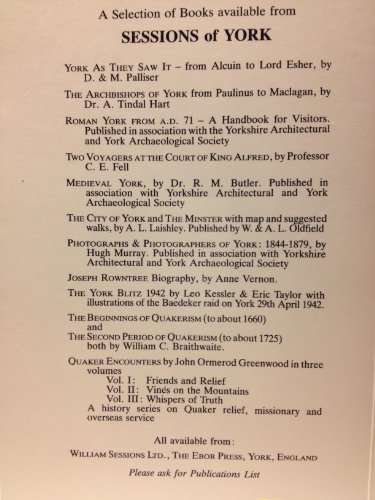 A Selection of Books available from
SESSIONS of YORK
YORK AS THEY SAW IT – from Alcuin to Lord Esher, by
D. & M. Palliser
THE ARCHBISHOPS OF YORK from Paulinus to Maclagan, by
Dr. A. Tindal Hart
ROMAN YORK FROM A.D. 71 – A Handbook for Visitors.
Published in association with the Yorkshire Architectural
and York Archaeological Society
TWO VOYAGERS AT THE COURT OF KING ALFRED, by Professor
C. E. Fell
MEDIEVAL YORK, by Dr. R. M. Butler. Published in
association with Yorkshire Architectural and York
Archaeological Society
THE CITY OF YORK and THE MINSTER with map and suggested
walks, by A. L. Laishley. Published by W. & A. L. Oldfield
PHOTOGRAPHS & PHOTOGRAPHERS OF YORK: 1844-1879, by
Hugh Murray. Published in association with Yorkshire
Architectural and York Archaeological Society
JOSEPH ROWNTREE Biography, by Anne Vernon.
THE YORK BLITZ 1942 by Leo Kessler & Eric Taylor with
illustrations of the Baedeker raid on York 29th April 1942.
THE BEGINNINGS OF QUAKERISM (to about 1660)
and
THE SECOND PERIOD OF QUAKERISM (to about 1725)
both by William C. Braithwaite.
QUAKER ENCOUNTERS by John Ormerod Greenwood in three
volumes
Vol. I: Friends and Relief
Vol. II: Vines on the Mountains
Vol. III: Whispers of Truth
A history series on Quaker relief, missionary and
overseas service
All available from:
WILLIAM SESSIONS LTD., THE EBOR PRESS, YORK, ENGLAND
Please ask for Publications List